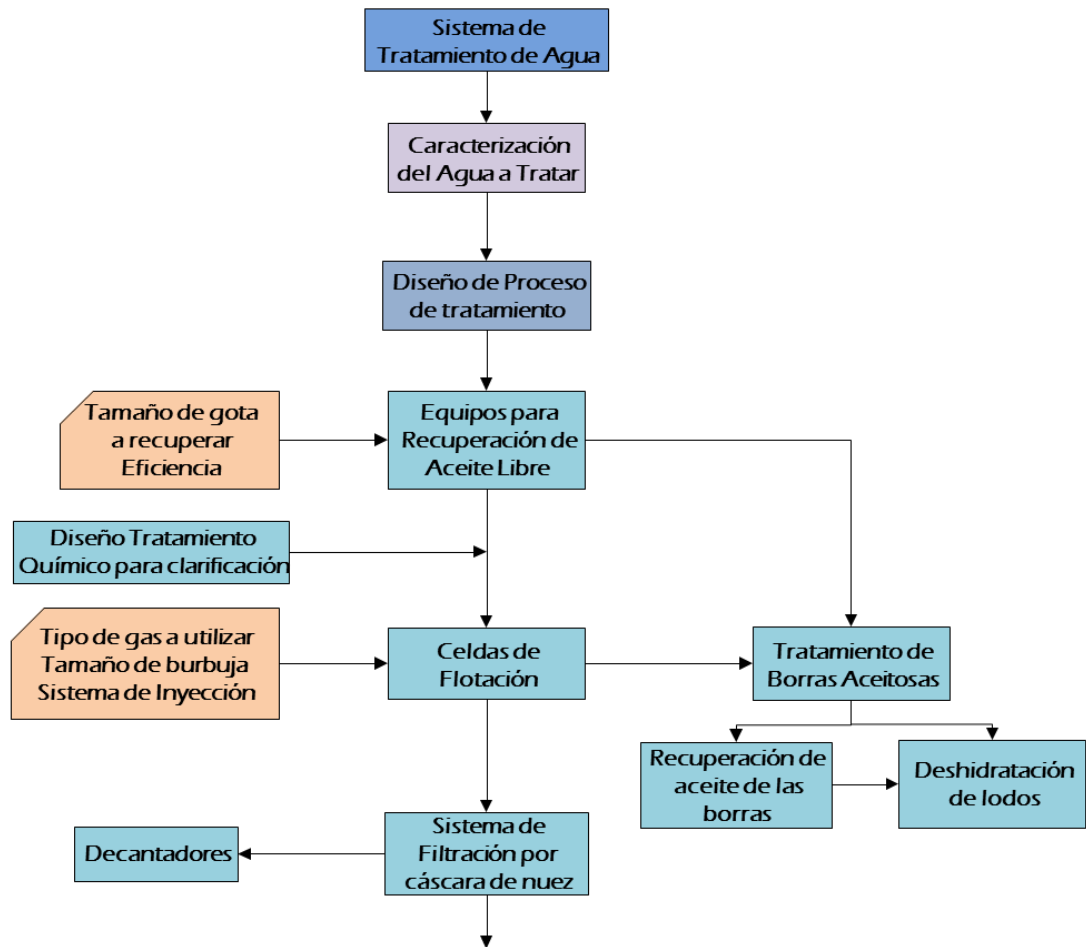 Sistema de
Tratamiento de Agua
Caracterización
del Agua a Tratar
Diseño de Proceso
de tratamiento
Tamaño de gota
a recuperar
Eficiencia
Equipos para
Recuperación de
Aceite Libre
Diseño Tratamiento
Químico para clarificación
Tipo de gas a utilizar
Tamaño de burbuja
Sistema de Inyección
Celdas de
Flotación
Tratamiento de
Borras Aceitosas
Recuperación de
aceite de las
borras
Deshidratación
de lodos
Decantadores
Sistema de
Filtración por
cáscara de nuez